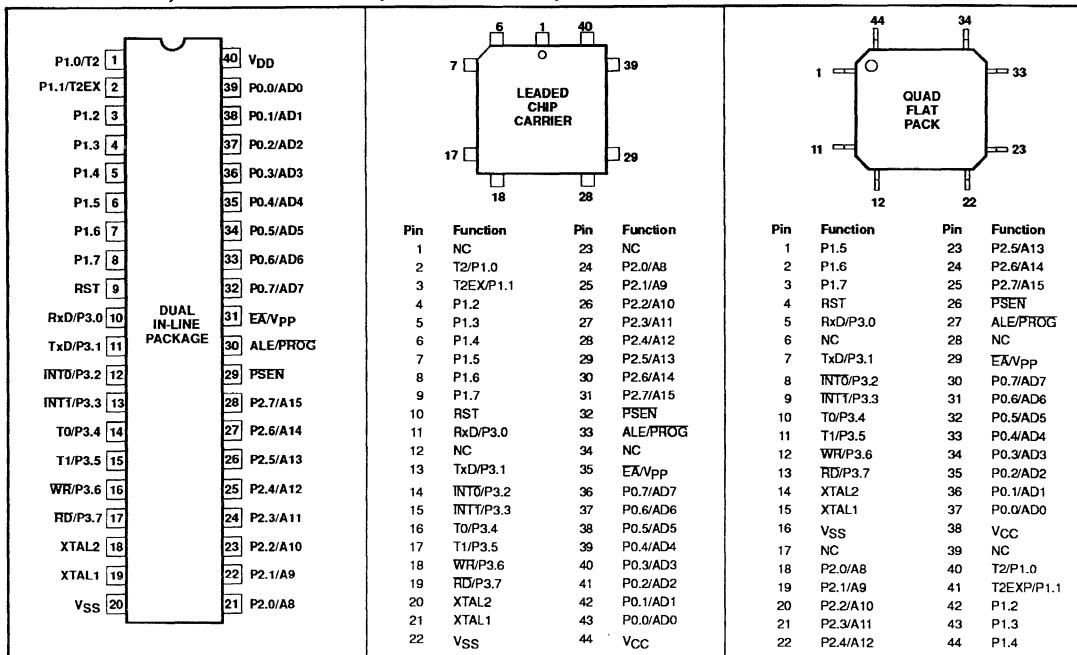 P1.0/T2 1 40 VDD
P1.1/T2EX 2 39 P0.0/AD0
P1.2 3 38 P0.1/AD1
P1.3 4 37 P0.2/AD2
P1.4 5 36 P0.3/AD3
P1.5 6 35 P0.4/AD4
P1.6 7 34 P0.5/AD5
P1.7 8 33 P0.6/AD6
RST 9 32 P0.7/AD7
RxD/P3.0 10 31 EA/VPP
TxD/P3.1 11 30 ALE/PROG
INT0/P3.2 12 29 PSEN
INT1/P3.3 13 28 P2.7/A15
T0/P3.4 14 27 P2.6/A14
T1/P3.5 15 26 P2.5/A13
WR/P3.6 16 25 P2.4/A12
RD/P3.7 17 24 P2.3/A11
XTAL2 18 23 P2.2/A10
XTAL1 19 22 P2.1/A9
VSS 20 21 P2.0/A8
DUAL
IN-LINE
PACKAGE
6 1 40
7 39
LEADED
CHIP
CARRIER
17 29
18 28
Pin Function Pin Function
1 NC 23 NC
2 T2/P1.0 24 P2.0/A8
3 T2EX/P1.1 25 P2.1/A9
4 P1.2 26 P2.2/A10
5 P1.3 27 P2.3/A11
6 P1.4 28 P2.4/A12
7 P1.5 29 P2.5/A13
8 P1.6 30 P2.6/A14
9 P1.7 31 P2.7/A15
10 RST 32 PSEN
11 RxD/P3.0 33 ALE/PROG
12 NC 34 NC
13 TxD/P3.1 35 EA/VPP
14 INT0/P3.2 36 P0.7/AD7
15 INT1/P3.3 37 P0.6/AD6
16 T0/P3.4 38 P0.5/AD5
17 T1/P3.5 39 P0.4/AD4
18 WR/P3.6 40 P0.3/AD3
19 RD/P3.7 41 P0.2/AD2
20 XTAL2 42 P0.1/AD1
21 XTAL1 43 P0.0/AD0
22 VSS 44 VCC
44 34
1 33
QUAD
FLAT
PACK
11 23
12 22
Pin Function Pin Function
1 P1.5 23 P2.5/A13
2 P1.6 24 P2.6/A14
3 P1.7 25 P2.7/A15
4 RST 26 PSEN
5 RxD/P3.0 27 ALE/PROG
6 NC 28 NC
7 TxD/P3.1 29 EA/VPP
8 INT0/P3.2 30 P0.7/AD7
9 INT1/P3.3 31 P0.6/AD6
10 T0/P3.4 32 P0.5/AD5
11 T1/P3.5 33 P0.4/AD4
12 WR/P3.6 34 P0.3/AD3
13 RD/P3.7 35 P0.2/AD2
14 XTAL2 36 P0.1/AD1
15 XTAL1 37 P0.0/AD0
16 VSS 38 VCC
17 NC 39 NC
18 P2.0/A8 40 T2/P1.0
19 P2.1/A9 41 T2EXP/P1.1
20 P2.2/A10 42 P1.2
21 P2.3/A11 43 P1.3
22 P2.4/A12 44 P1.4